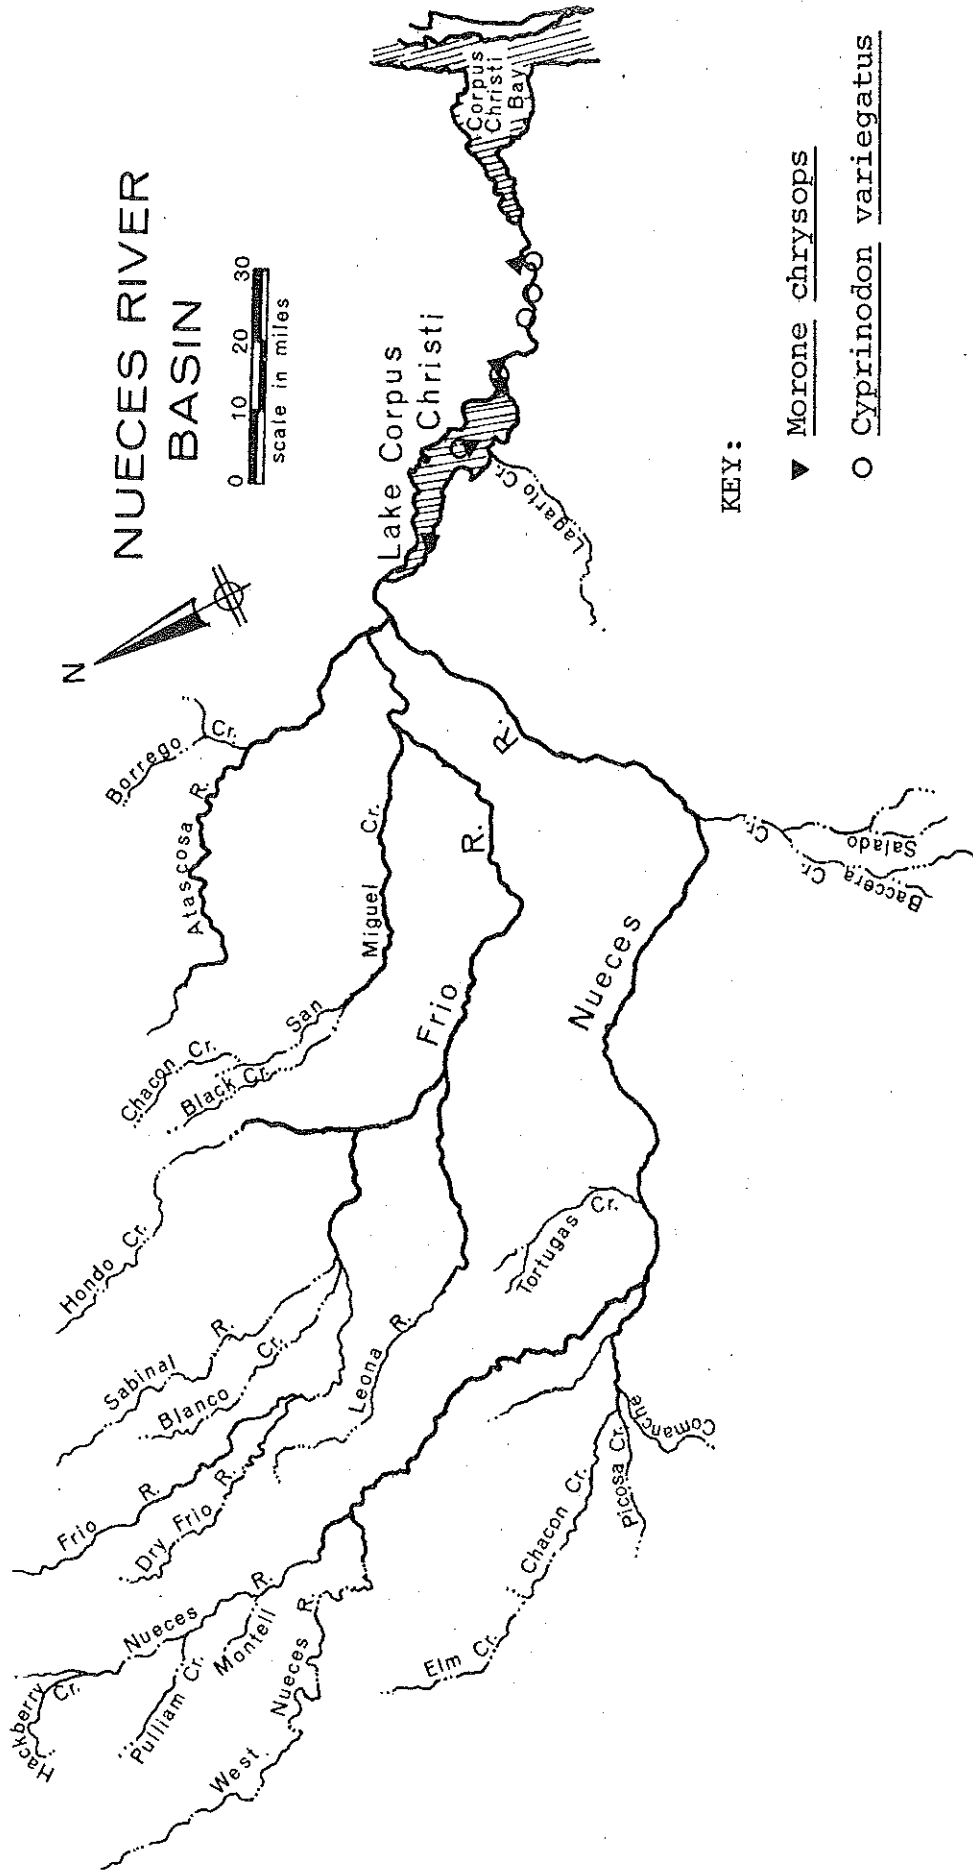 NUECES RIVER
BASIN
0 10 20 30
scale in miles
N
Hackberry
Cr.
Nueces
R.
Pulliam Cr.
Montell
West
Nueces
R.
Frio
R.
Dry Frio
R.
Sabinal
R.
Blanco
Cr.
Hondo Cr.
Leona
R.
Chacon Cr.
Black Cr.
San
Miguel
Cr.
Atascosa
R.
Borrego
Cr.
Frio
R.
Elm Cr.
Chacon Cr.
Picosa Cr.
Comanche
Tortugas
Cr.
Nueces
R.
Baccera
Cr.
Salado
Cr.
Lake Corpus
Christi
Lagarto Cr.
Corpus
Christi
Bay
KEY:
Morone chrysops
Cyprinodon variegatus